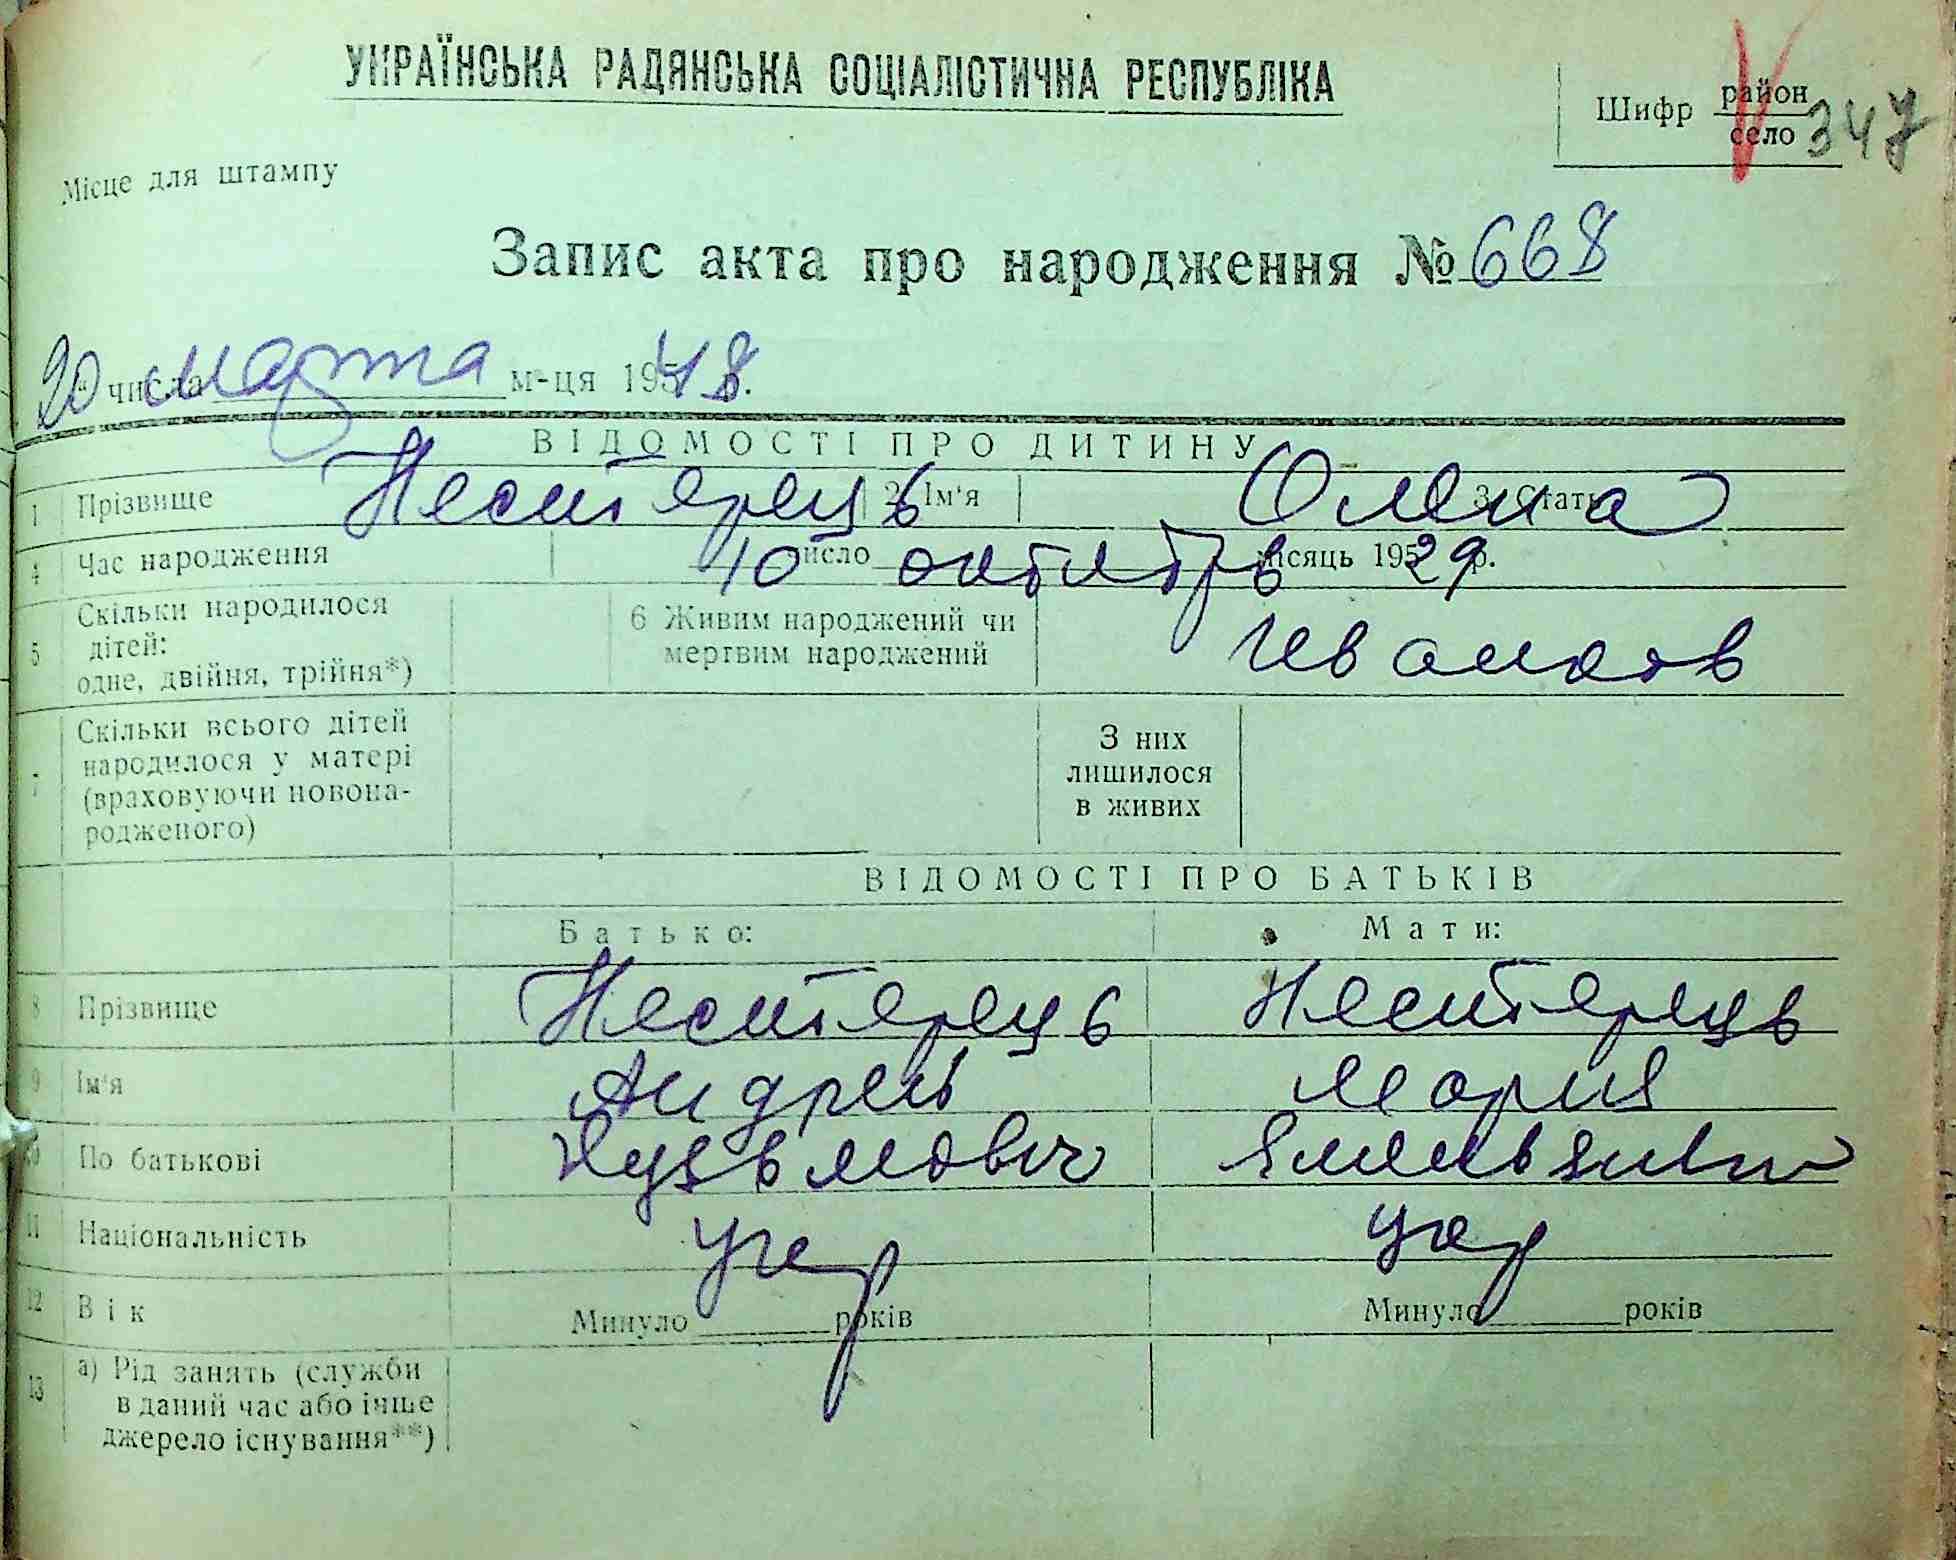 УКРАЇНСЬКА РАДЯНСЬКА СОЦІАЛІСТИЧНА РЕСПУБЛІКА
Шифр район
село 347
Місце для штампу
Запис акта про народження № 668
20 числа марта м-ця 1948.
ВІДОМОСТІ ПРО ДИТИНУ
1 Прізвище Нестерець 2 Ім'я Олена 3 Стать
4 Час народження 10 число октябрь місяць 1929 р.
5 Скільки народилося дітей: одне, двійня, трійня*)
6 Живим народжений чи мертвим народжений
7 Скільки всього дітей народилося у матері (враховуючи новона-родженого)
З них лишилося в живих
ВІДОМОСТІ ПРО БАТЬКІВ
Батько: Мати:
8 Прізвище Нестерець Нестерець
9 Ім'я Андрей Мария
10 По батькові Кузьмович
11 Національність укр укр
12 Вік Минуло років Минуло років
13 а) Рід занять (служби
в даний час або інше
джерело існування**)